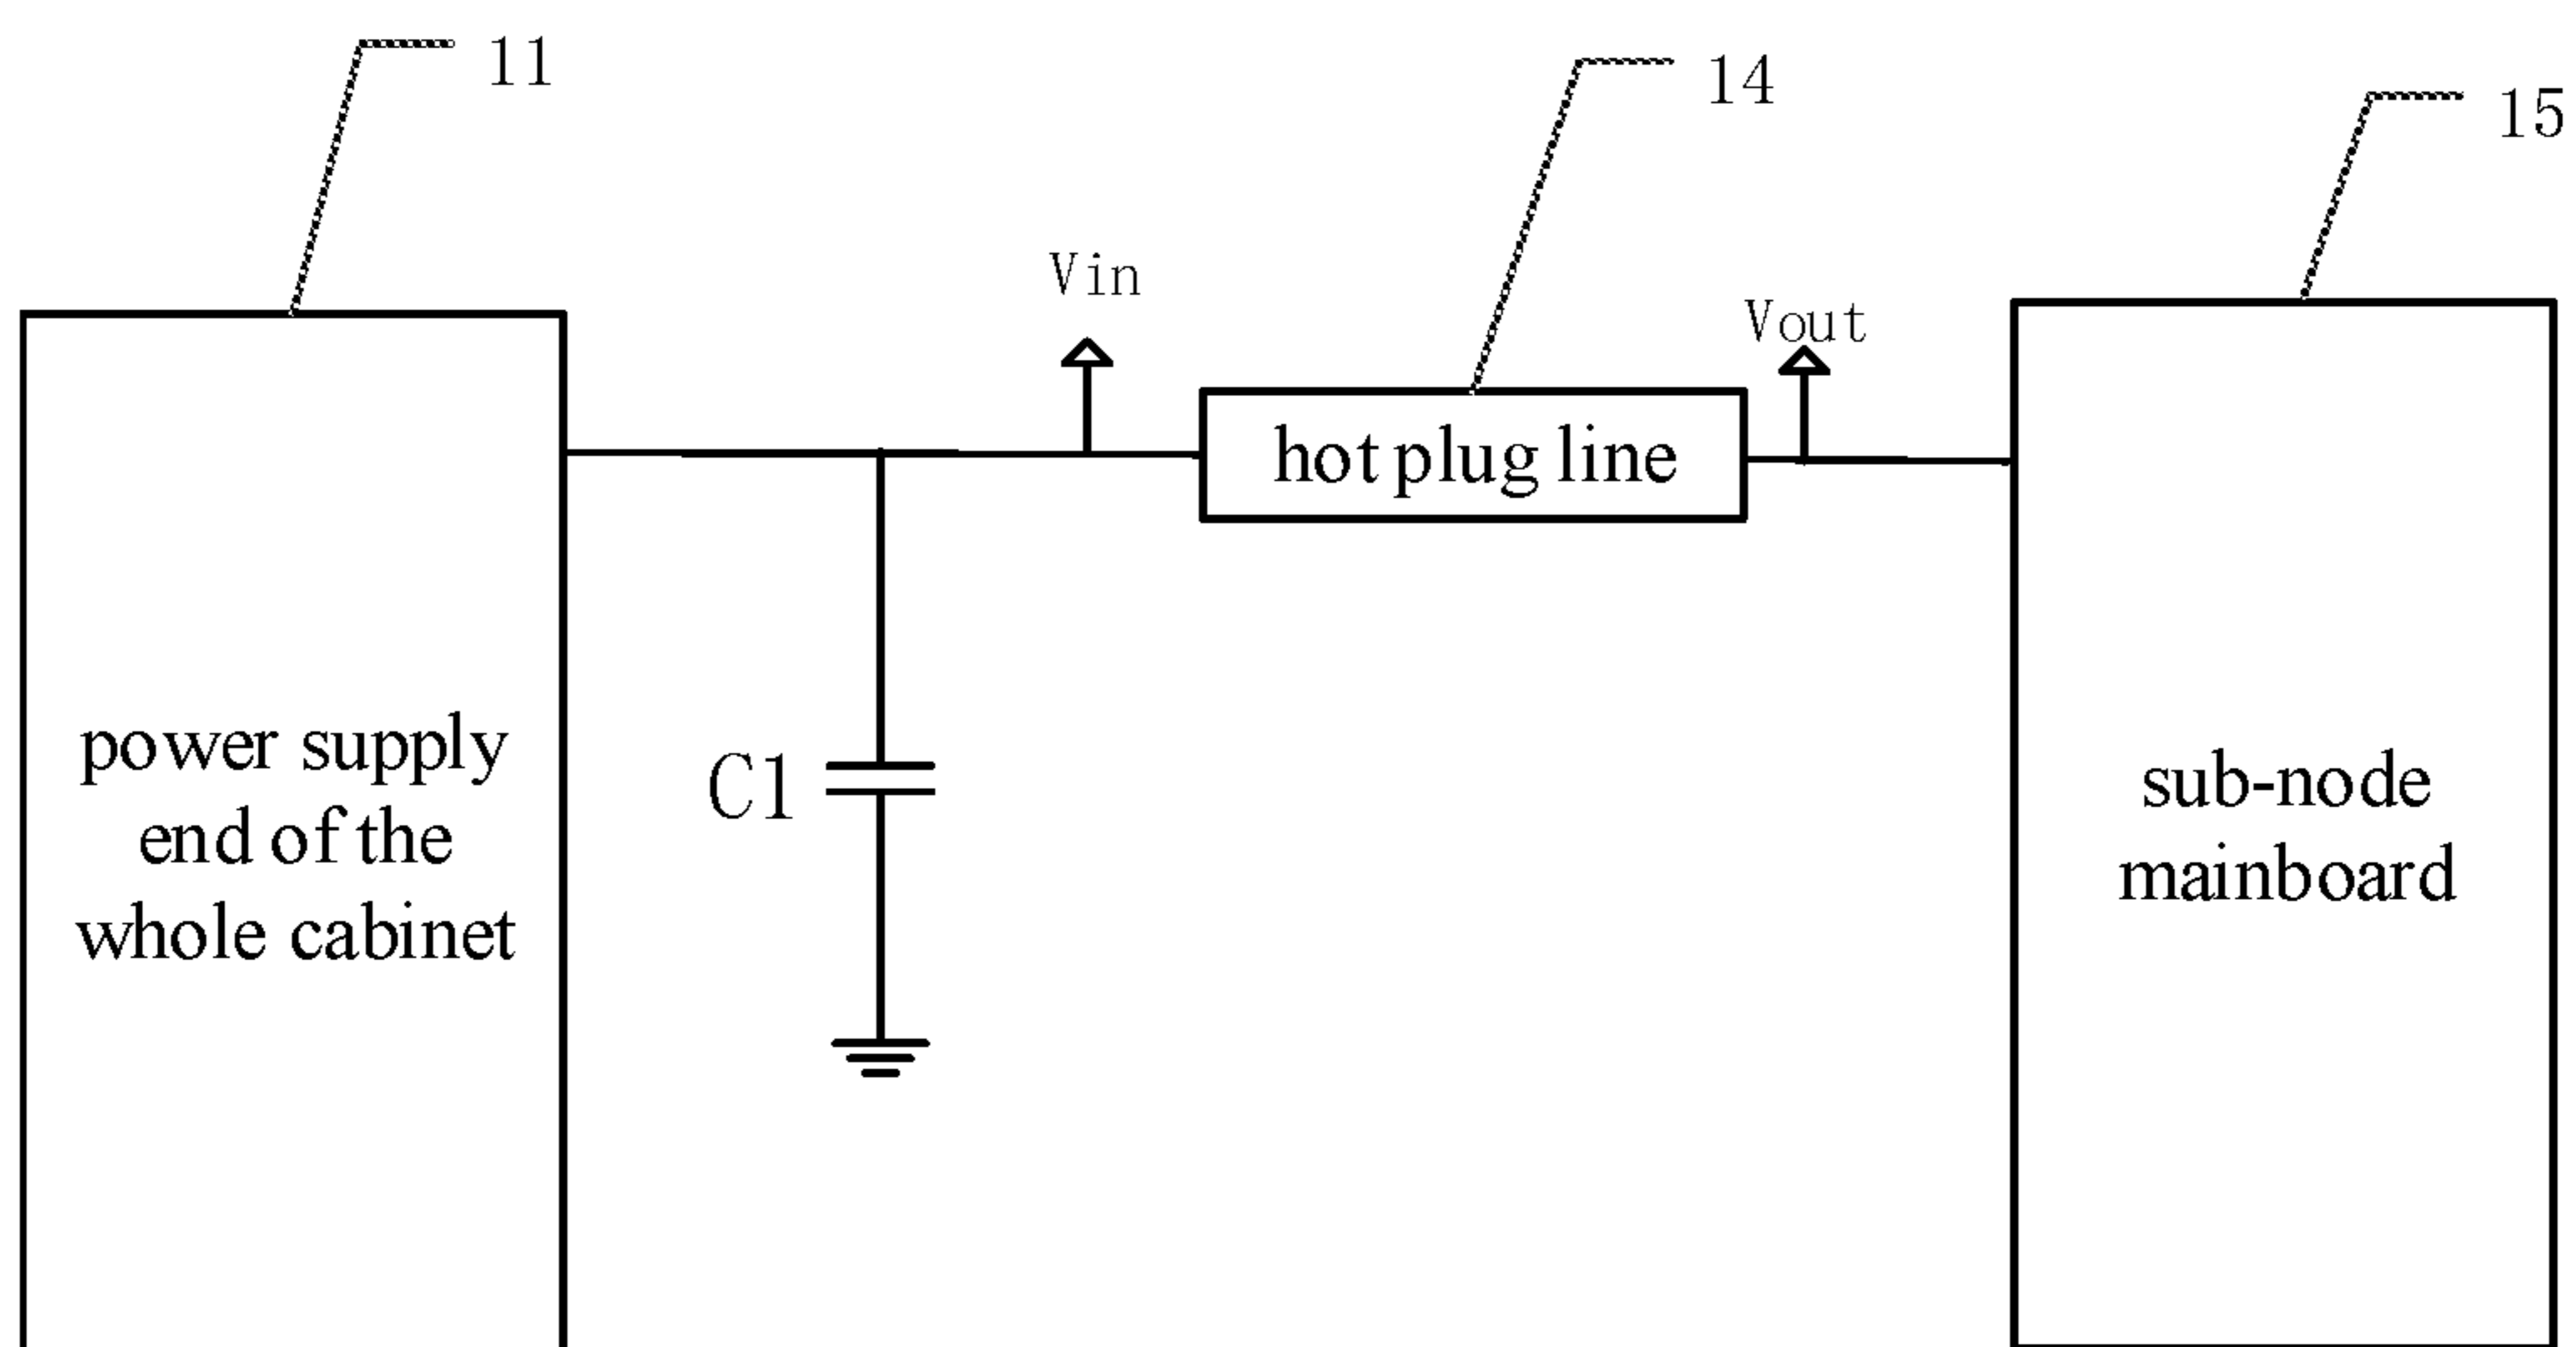 11
14
15
Vin
Vout
hot plug line
power supply
end of the
whole cabinet
C1
sub-node
mainboard